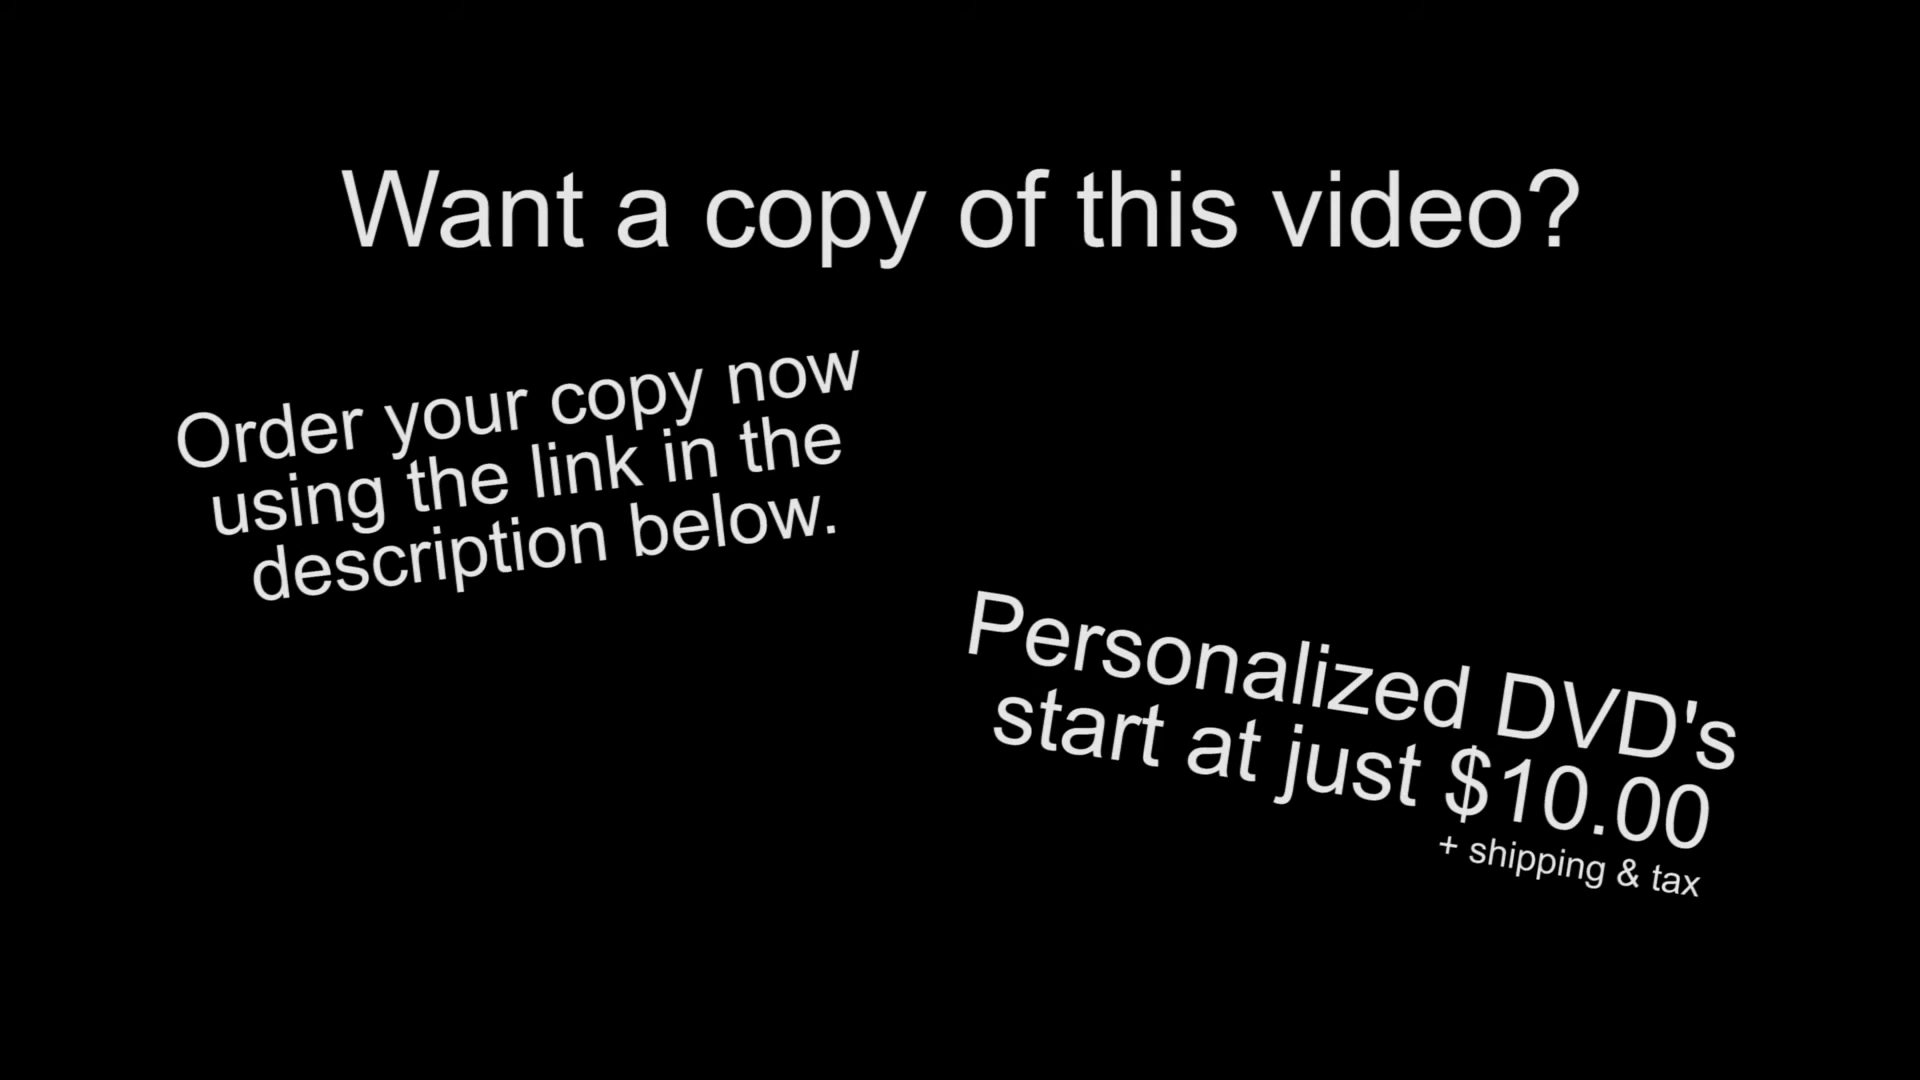 Want a copy of this video?
Order your copy now
using the link in the
description below.
Personalized DVD's
start at just $10.00
+ shipping & tax